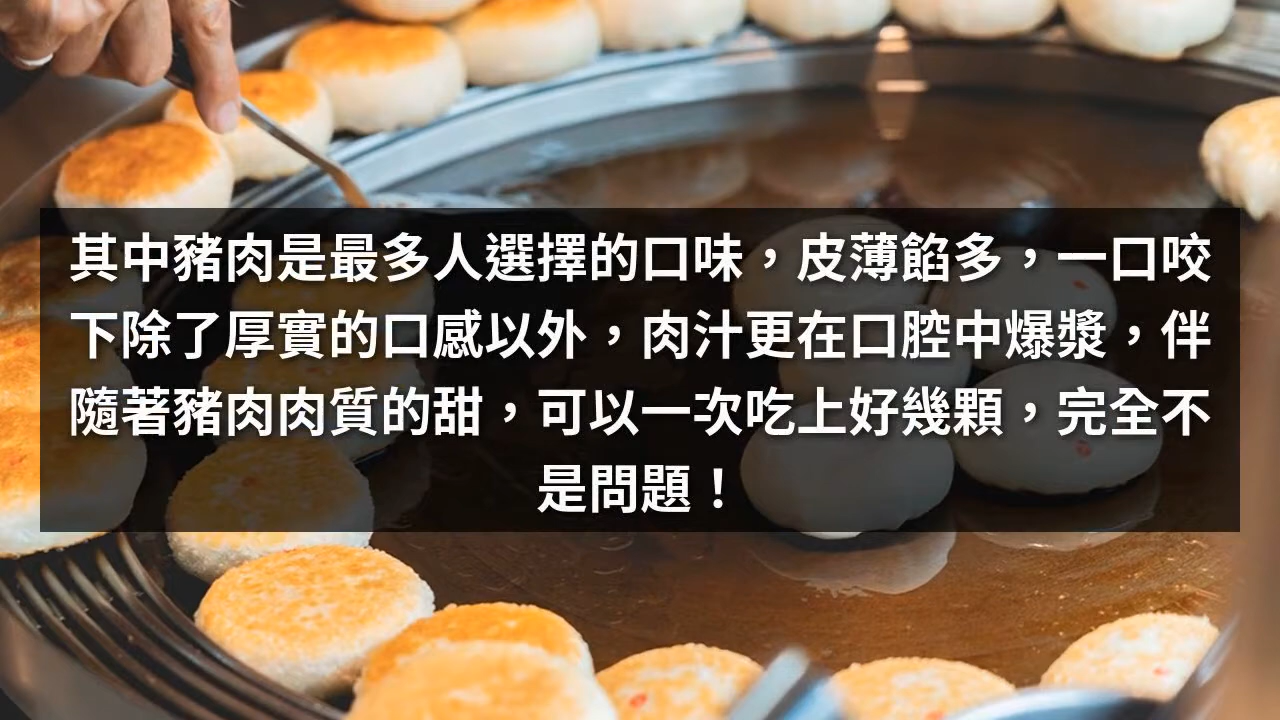 其中豬肉是最多人選擇的口味，皮薄餡多，一口咬
下除了厚實的口感以外，肉汁更在口腔中爆漿，伴
隨著豬肉肉質的甜，可以一次吃上好幾顆，完全不
是問題！